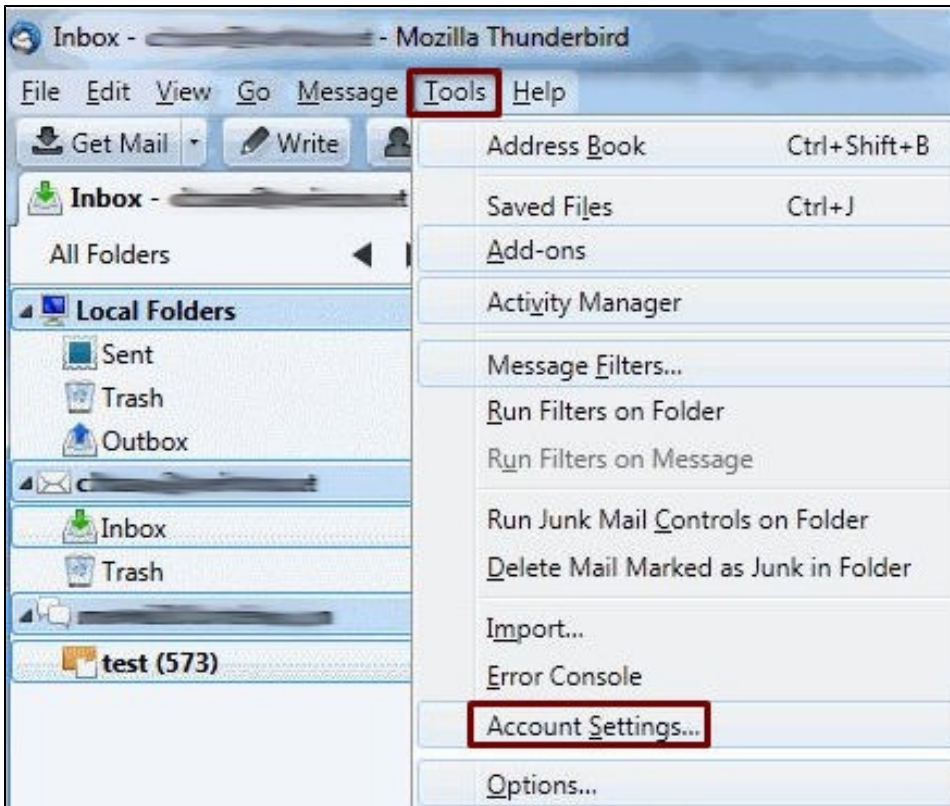 Inbox - - Mozilla Thunderbird
File Edit View Go Message Tools Help
Get Mail Write
Inbox -
All Folders
Local Folders
Sent
Trash
Outbox
Inbox
Trash
test (573)
Address Book Ctrl+Shift+B
Saved Files Ctrl+J
Add-ons
Activity Manager
Message Filters...
Run Filters on Folder
Run Filters on Message
Run Junk Mail Controls on Folder
Delete Mail Marked as Junk in Folder
Import...
Error Console
Account Settings...
Options...